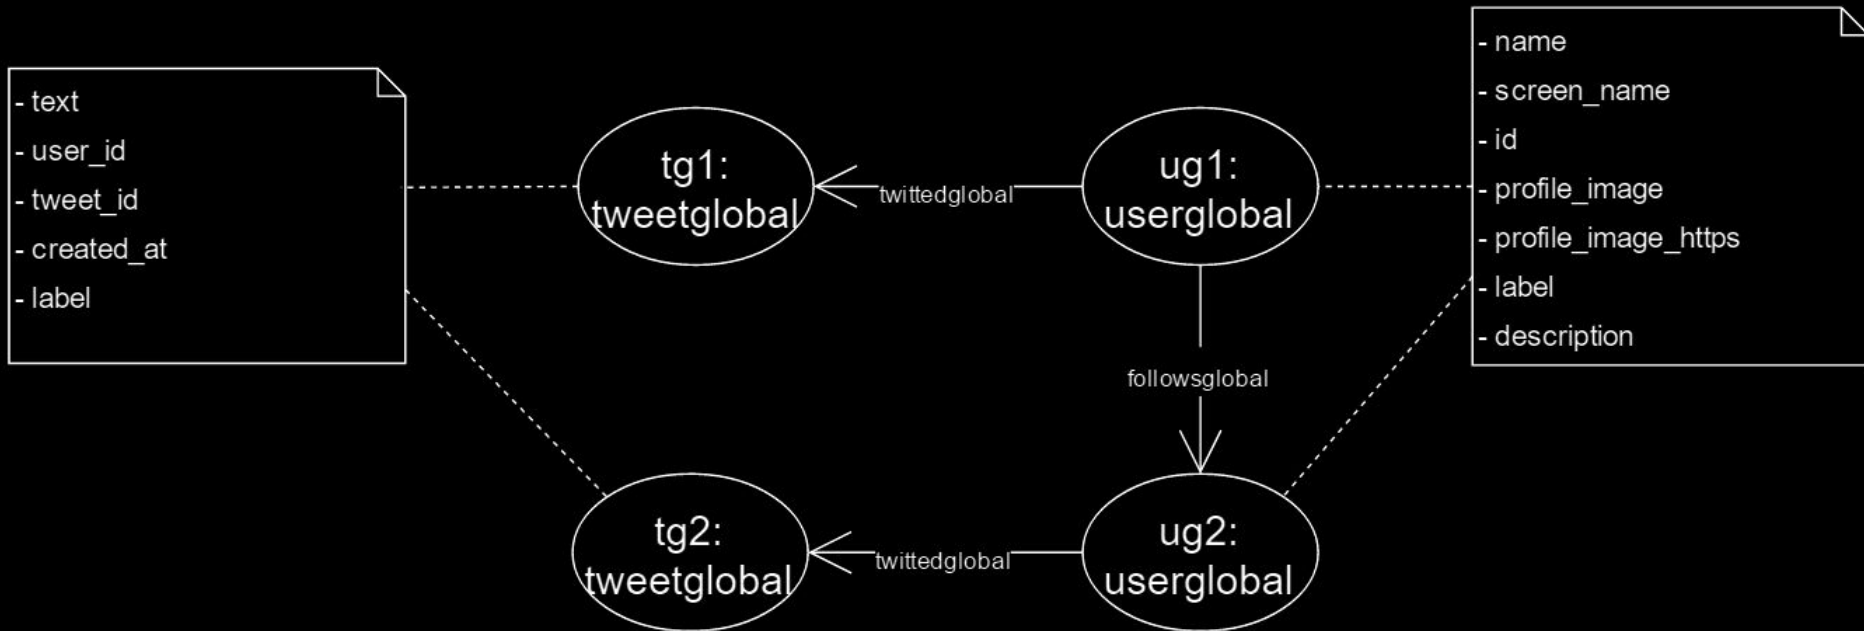 - text
- user_id
- tweet_id
- created_at
- label
tg1:
tweetglobal
twittedglobal
ug1:
userglobal
- name
- screen_name
- id
- profile_image
- profile_image_https
- label
- description
followsglobal
tg2:
tweetglobal
twittedglobal
ug2:
userglobal